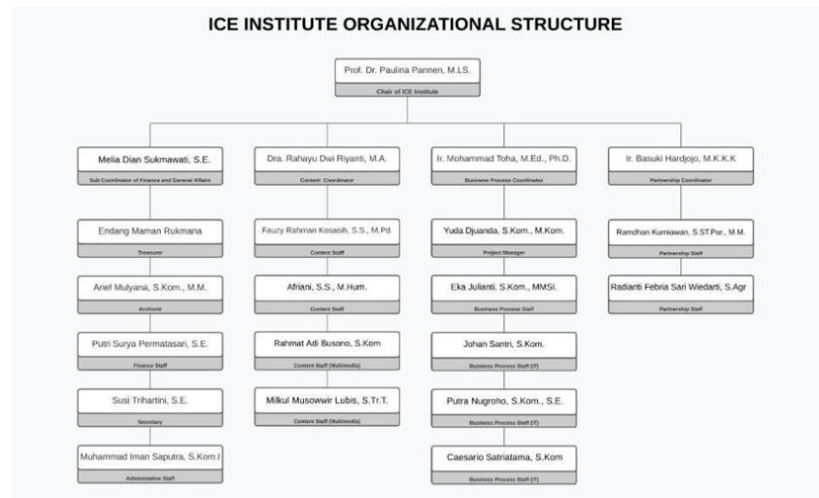 ICE INSTITUTE ORGANIZATIONAL STRUCTURE
Prof. Dr. Paulina Pannen, M.LS.
Chair of ICE Institute
Melia Dian Sukmawati, S.E.
Sub Coordinator of Finance and General Affairs
Endang Maman Rukmana
Treasurer
Arief Mulyana, S.Kom., M.M.
Archivist
Putri Surya Permatasari, S.E.
Finance Staff
Susi Trihartini, S.E.
Secretary
Muhammad Iman Saputra, S.Kom.I
Administrative Staff
Dra. Rahayu Dwi Riyanti, M.A.
Content Coordinator
Fauzy Rahman Kosasih, S.S., M.Pd.
Content Staff
Afriani, S.S., M.Hum.
Content Staff
Rahmat Adi Busono, S.Kom
Content Staff (Multimedia)
Milkul Musowwir Lubis, S.Tr.T.
Content Staff (Multimedia)
Ir. Mohammad Toha, M.Ed., Ph.D.
Business Process Coordinator
Yuda Djuanda, S.Kom., M.Kom.
Project Manager
Eka Julianti, S.Kom., MMSI.
Business Process Staff
Johan Santri, S.Kom.
Business Process Staff (IT)
Putra Nugroho, S.Kom., S.E.
Business Process Staff (IT)
Caesario Satriatama, S.Kom
Business Process Staff (IT)
Ir. Basuki Hardjojo, M.K.K.K
Partnership Coordinator
Ramdhan Kurniawan, S.ST.Par., M.M.
Partnership Staff
Radianti Febria Sari Wiedarti, S.Agr
Partnership Staff